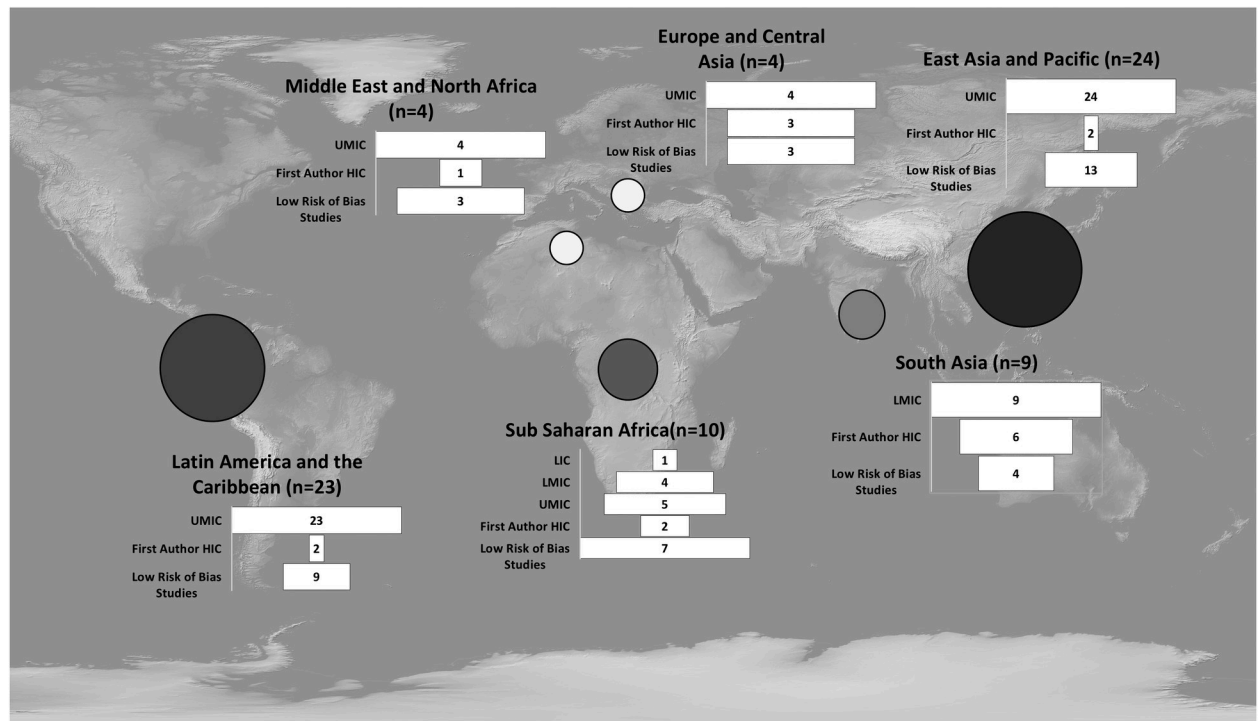 Middle East and North Africa
(n=4)
UMIC
4
First Author HIC
1
Low Risk of Bias
Studies
3
Europe and Central
Asia (n=4)
UMIC
4
First Author HIC
3
Low Risk of Bias
Studies
3
East Asia and Pacific (n=24)
UMIC
24
First Author HIC
2
Low Risk of Bias
Studies
13
Latin America and the
Caribbean (n=23)
UMIC
23
First Author HIC
2
Low Risk of Bias
Studies
9
Sub Saharan Africa(n=10)
LIC
1
LMIC
4
UMIC
5
First Author HIC
2
Low Risk of Bias
Studies
7
South Asia (n=9)
LMIC
9
First Author HIC
6
Low Risk of Bias
Studies
4